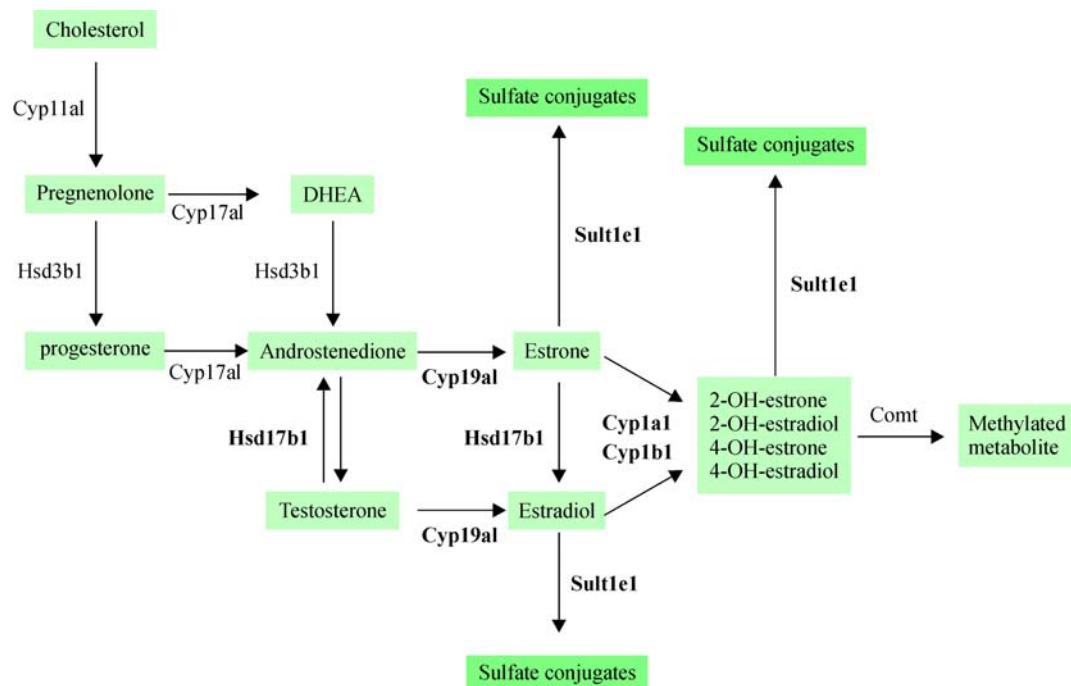 Cholesterol
Cyp11al
Sulfate conjugates
Sulfate conjugates
Pregnenolone
Cyp17al
DHEA
Sult1e1
Hsd3b1
Hsd3b1
Sult1e1
progesterone
Cyp17al
Androstenedione
Cyp19al
Estrone
2-OH-estrone
2-OH-estradiol
4-OH-estrone
4-OH-estradiol
Comt
Methylated
metabolite
Hsd17b1
Hsd17b1
Cyp1a1
Cyp1b1
Testosterone
Cyp19al
Estradiol
Sult1e1
Sulfate conjugates